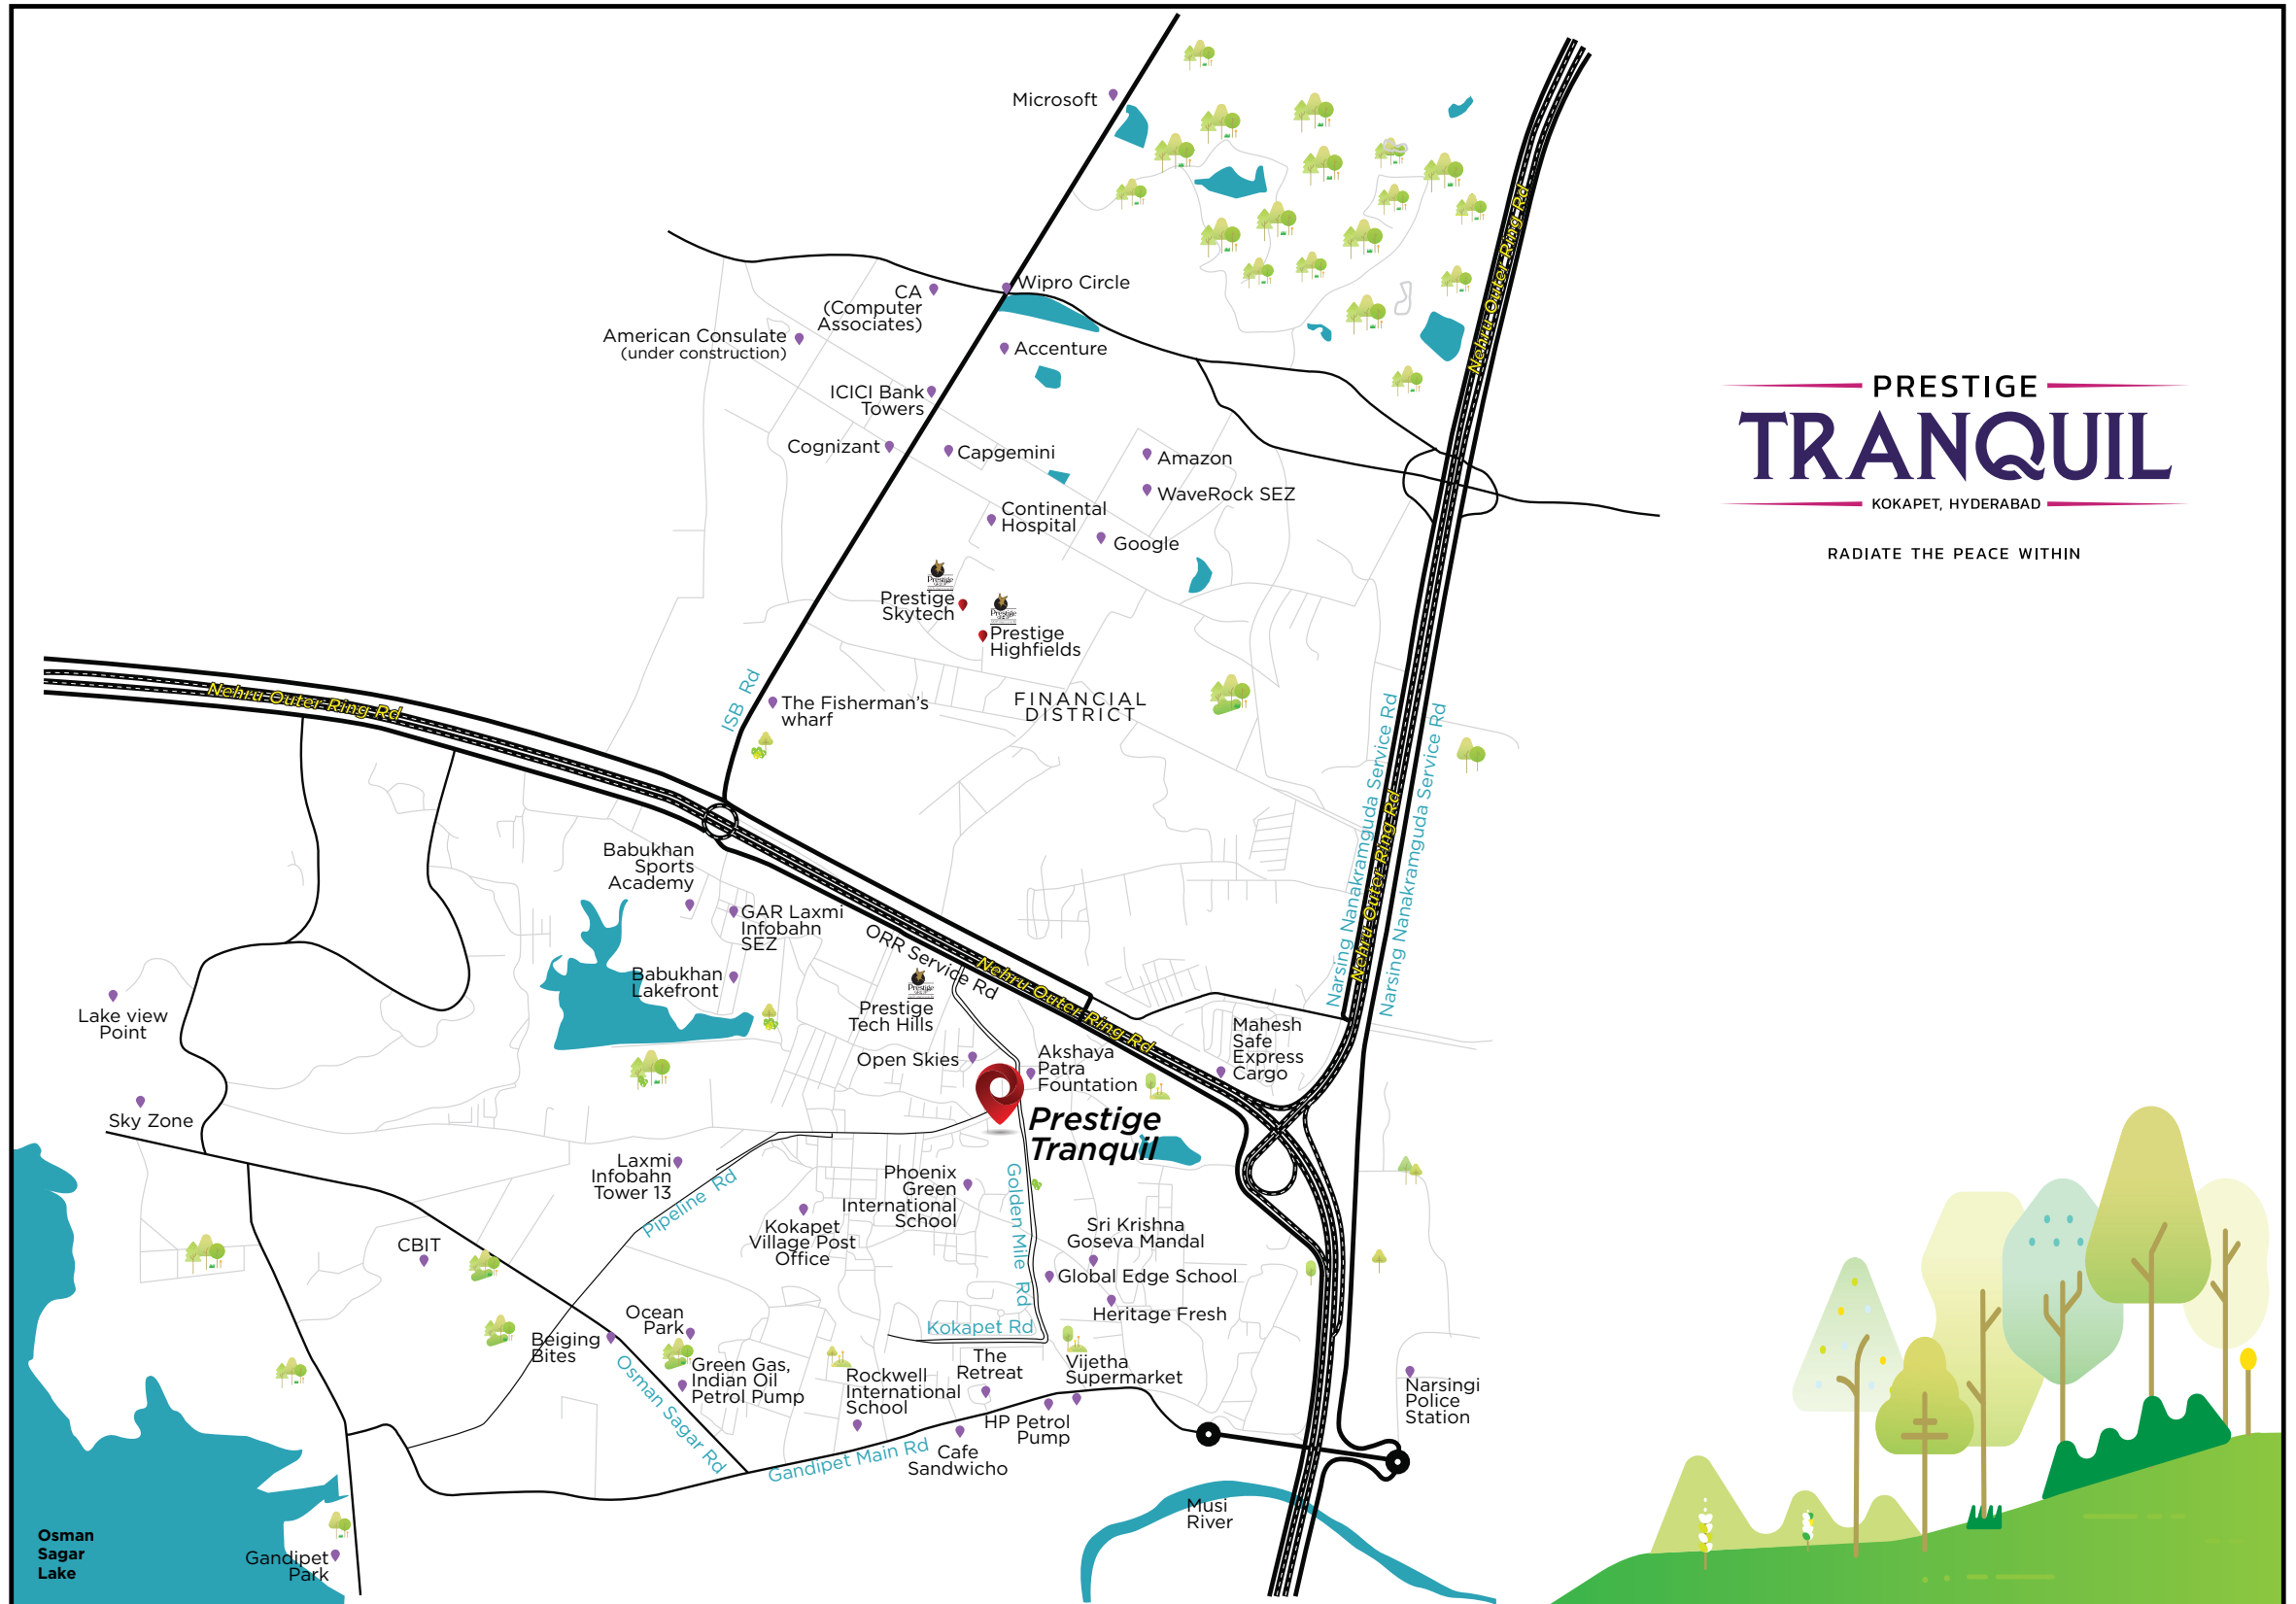 Microsoft
Wipro Circle
CA
(Computer
Associates)
American Consulate
(under construction)
Accenture
ICICI Bank
Towers
Cognizant
Capgemini
Amazon
WaveRock SEZ
Continental
Hospital
Google
Nehru Outer Ring Rd
PRESTIGE
TRANQUIL
KOKAPET, HYDERABAD
RADIATE THE PEACE WITHIN
Prestige
Prestige
Skytech
Prestige
Prestige
Highfields
ISB Rd
The Fisherman's
wharf
FINANCIAL
DISTRICT
Nehru Outer Ring Rd
Narsing Nanakramguda Service Rd
Nehru Outer Ring Rd
Narsing Nanakramguda Service Rd
Babukhan
Sports
Academy
GAR Laxmi
Infobahn
SEZ
Babukhan
Lakefront
ORR Service Rd
Nehru Outer Ring Rd
Prestige
Prestige
Tech Hills
Lake view
Point
Sky Zone
Open Skies
Akshaya
Patra
Fountation
Mahesh
Safe
Express
Cargo
Prestige
Tranquil
Laxmi
Infobahn
Tower 13
Pipeline Rd
Phoenix
Green
International
School
Golden Mile Rd
Kokapet
Village Post
Office
Sri Krishna
Goseva Mandal
Global Edge School
Heritage Fresh
CBIT
Kokapet Rd
Ocean
Park
Beiging
Bites
Osman Sagar Rd
Green Gas,
Indian Oil
Petrol Pump
Rockwell
International
School
The
Retreat
Vijetha
Supermarket
HP Petrol
Pump
Cafe
Sandwicho
Gandipet Main Rd
Narsingi
Police
Station
Musi
River
Osman
Sagar
Lake
Gandipet
Park